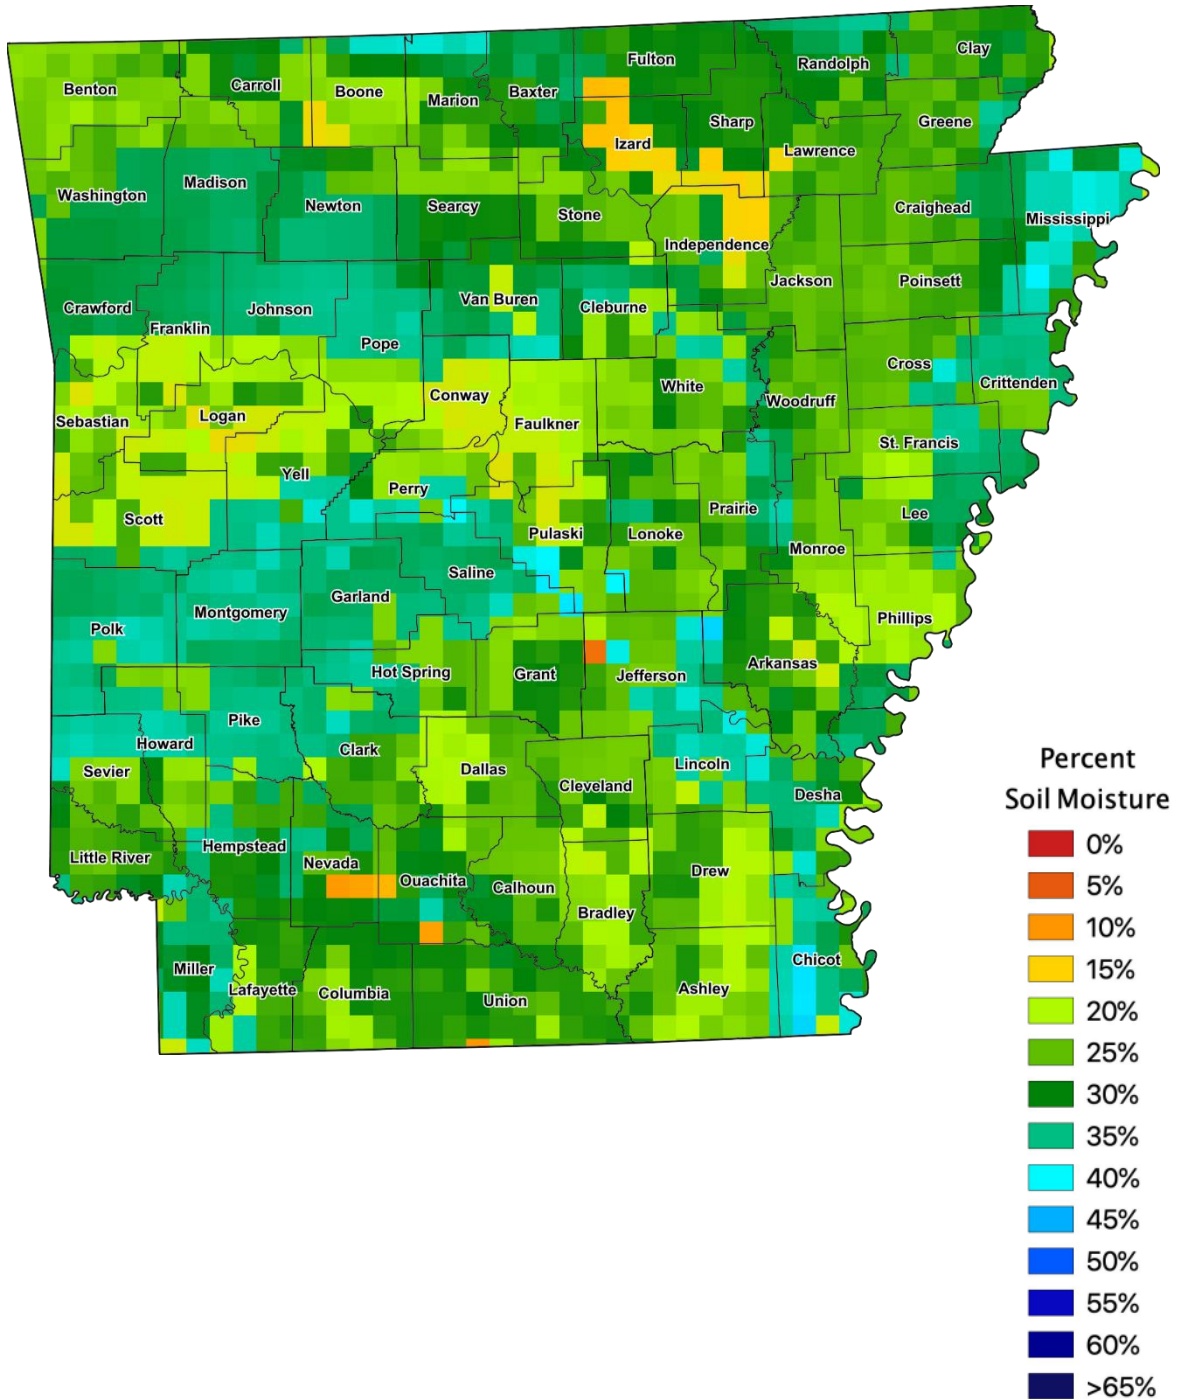 Clay
Fulton
Randolph
Carroll
Benton
Boone
Marion
Baxter
Sharp
Greene
Izard
Lawrence
Madison
Washington
Newton
Searcy
Stone
Craighead
Mississippi
Independence
Jackson
Poinsett
Van Buren
Cleburne
Crawford
Johnson
Franklin
Pope
Cross
Crittenden
White
Conway
Woodruff
Logan
Sebastian
Faulkner
St. Francis
Yell
Perry
Prairie
Lee
Scott
Pulaski
Lonoke
Monroe
Saline
Garland
Montgomery
Phillips
Polk
Arkansas
Hot Spring
Grant
Jefferson
Pike
Howard
Clark
Lincoln
Sevier
Dallas
Cleveland
Desha
Hempstead
Little River
Nevada
Ouachita
Drew
Calhoun
Bradley
Chicot
Miller
Lafayette
Columbia
Union
Ashley
Percent
Soil Moisture
0%
5%
10%
15%
20%
25%
30%
35%
40%
45%
50%
55%
60%
>65%